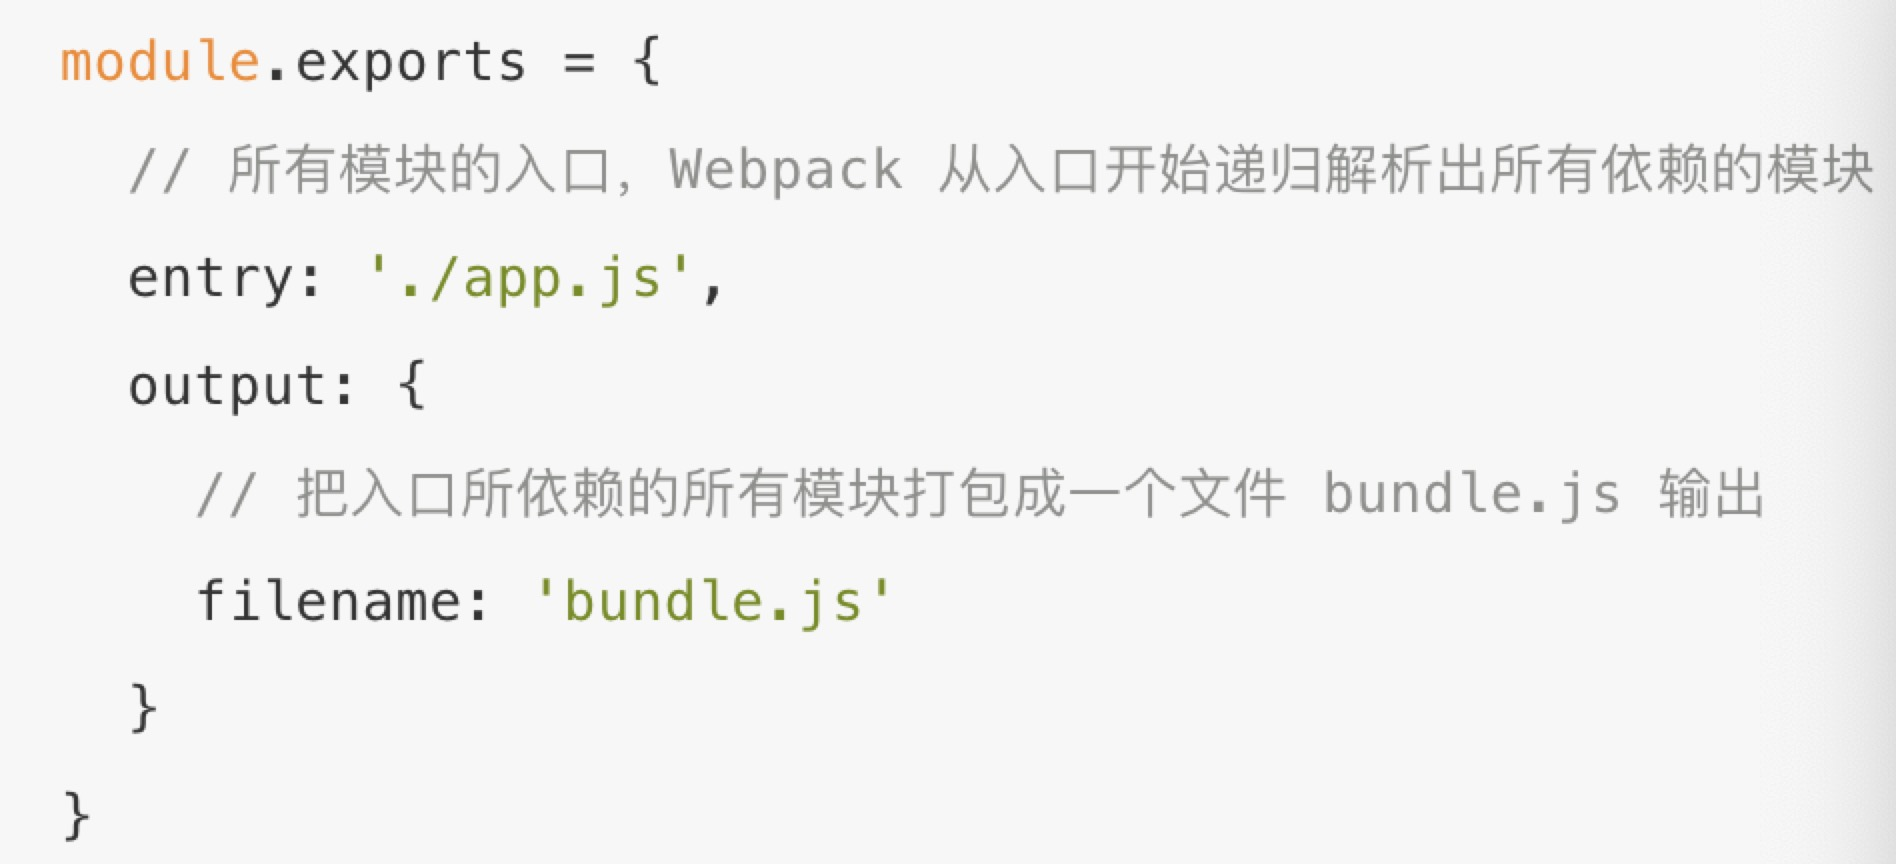 module.exports = {
  // 所有模块的入口，Webpack 从入口开始递归解析出所有依赖的模块
  entry: './app.js',
  output: {
    // 把入口所依赖的所有模块打包成一个文件 bundle.js 输出
    filename: 'bundle.js'
  }
}